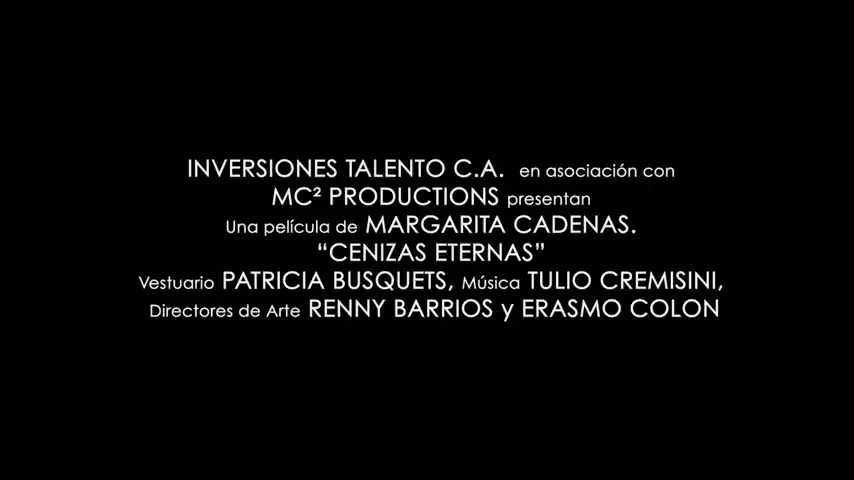 INVERSIONES TALENTO C.A. en asociación con
MC² PRODUCTIONS presentan
Una película de MARGARITA CADENAS.
“CENIZAS ETERNAS”
Vestuario PATRICIA BUSQUETS, Música TULIO CREMISINI,
Directores de Arte RENNY BARRIOS y ERASMO COLON